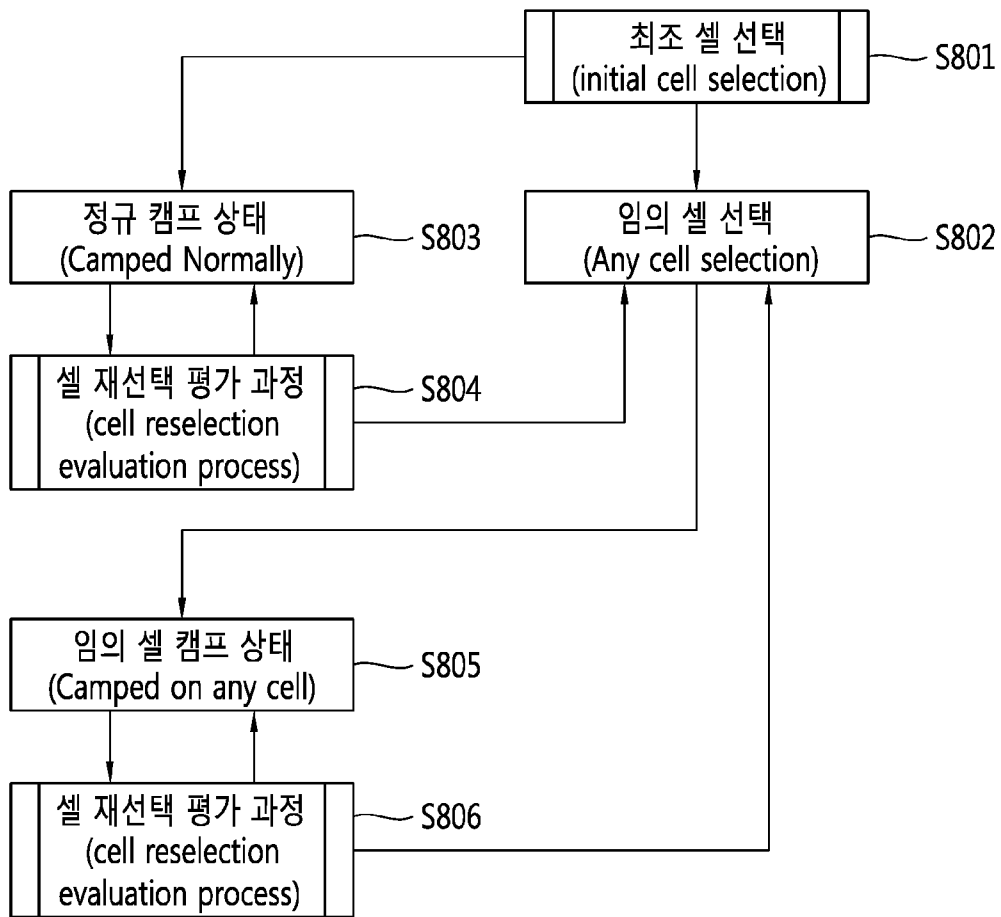 최조 셀 선택
(initial cell selection)
S801
정규 캠프 상태
(Camped Normally)
S803
임의 셀 선택
(Any cell selection)
S802
셀 재선택 평가 과정
(cell reselection
evaluation process)
S804
임의 셀 캠프 상태
(Camped on any cell)
S805
셀 재선택 평가 과정
(cell reselection
evaluation process)
S806